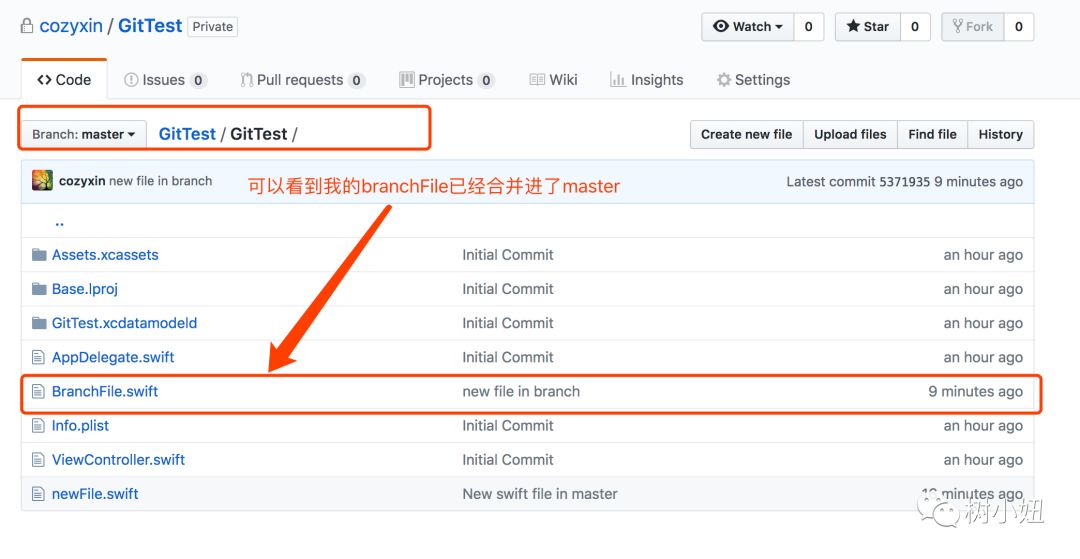 cozyxin / GitTest Private Watch 0 Star 0 Fork 0
Code Issues 0 Pull requests 0 Projects 0 Wiki Insights Settings
Branch: master GitTest / GitTest / Create new file Upload files Find file History
cozyxin new file in branch 可以看到我的branchFile已经合并进了master Latest commit 5371935 9 minutes ago
..
Assets.xcassets Initial Commit an hour ago
Base.lproj Initial Commit an hour ago
GitTest.xcdatamodeld Initial Commit an hour ago
AppDelegate.swift Initial Commit an hour ago
BranchFile.swift new file in branch 9 minutes ago
Info.plist Initial Commit an hour ago
ViewController.swift Initial Commit an hour ago
newFile.swift New swift file in master minutes ago
树小妞